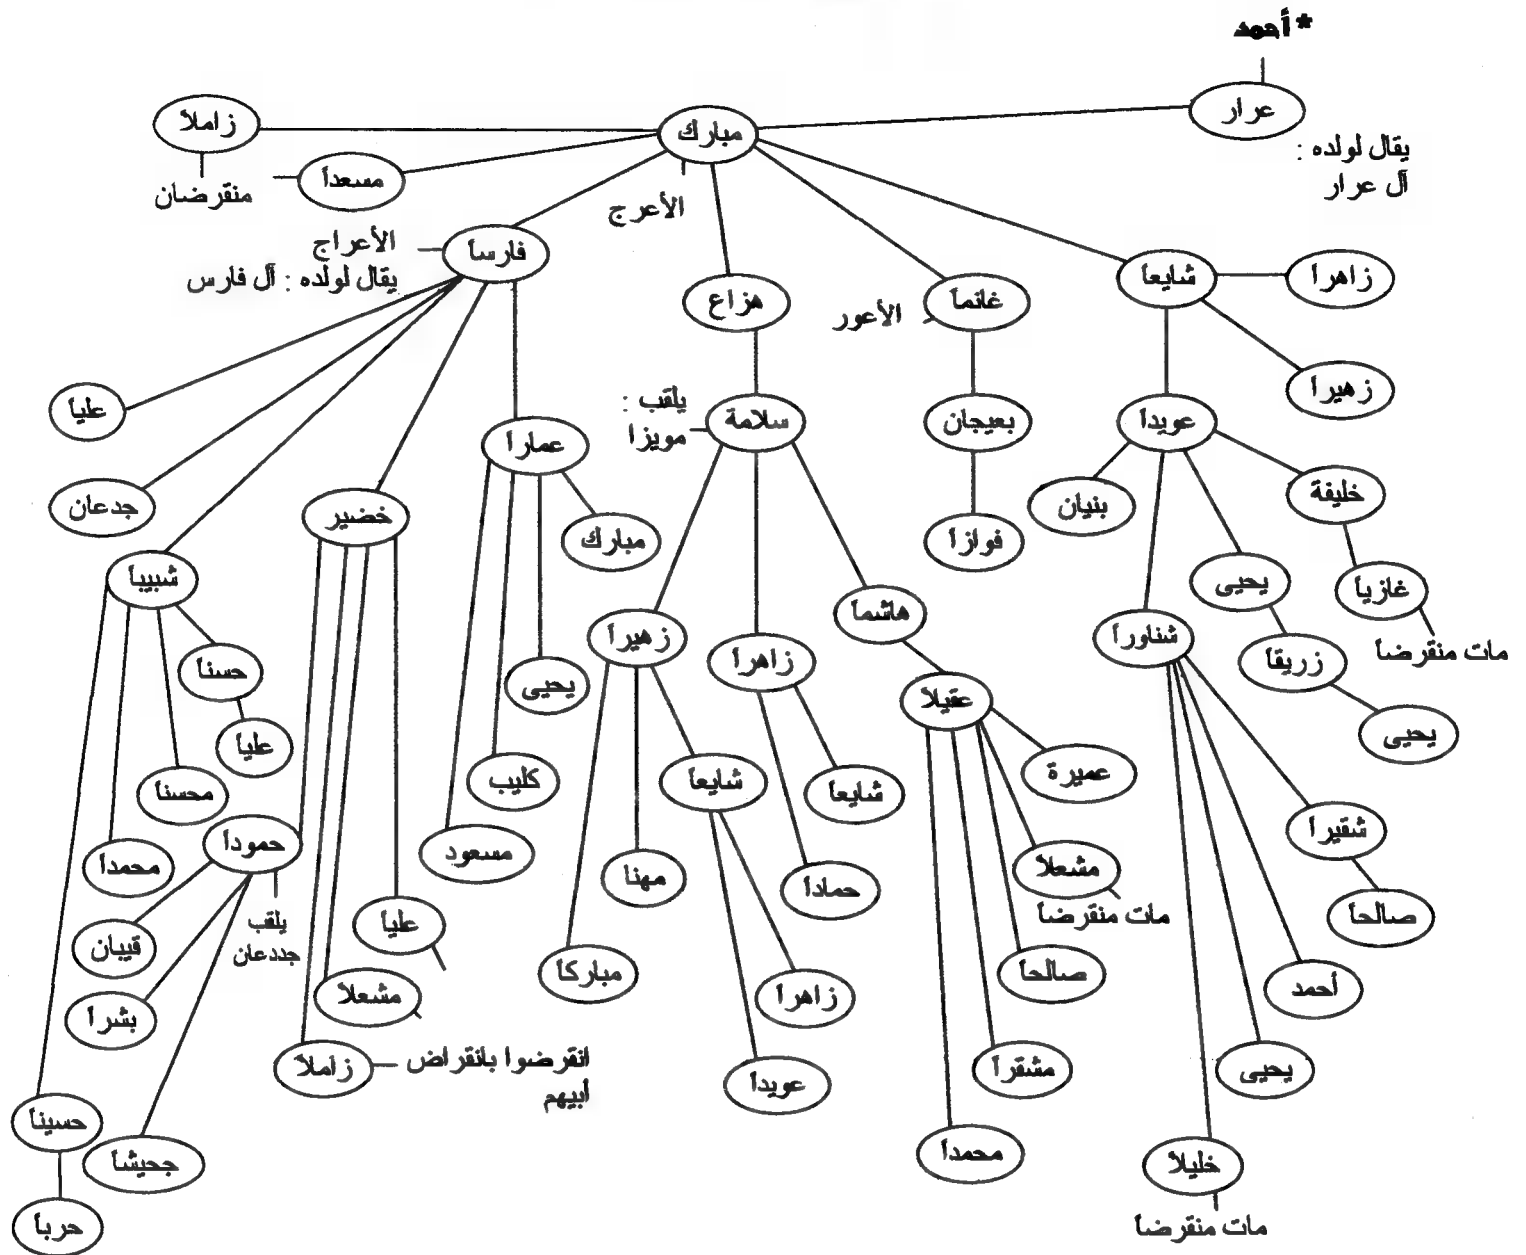 * أحمد
عرار
يقال لولده :
آل عرار
مبارك
الأعرج
زاملاً
مسعداً
منقرضان
فارساً
الأعراج
يقال لولده : آل فارس
هزاع
غانماً
الأعور
شايعاً
زاهراً
زهيراً
عويداً
بعيجان
سلامة
يلقب :
مويزا
عماراً
علياً
جدعان
خضير
شبيباً
مبارك
فوازاً
بنيان
خليفة
يحيى
غازياً
مات منقرضاً
شناوراً
زريقاً
يحيى
هاشماً
زاهراً
زهيراً
يحيى
حسناً
علياً
محسناً
كليب
شايعاً
شايعاً
عقيلاً
عميرة
شقيراً
صالحاً
مشعلاً
مات منقرضاً
حماداً
مهنا
مسعود
حموداً
يلقب
جددعان
محمداً
قيبان
علياً
مباركاً
زاهراً
صالحاً
أحمد
بشراً
مشعلاً
زاملاً
انقرضوا بانقراض
أبيهم
عويداً
مشقراً
يحيى
حسيناً
جحيشاً
محمداً
خليلاً
مات منقرضاً
حرباً